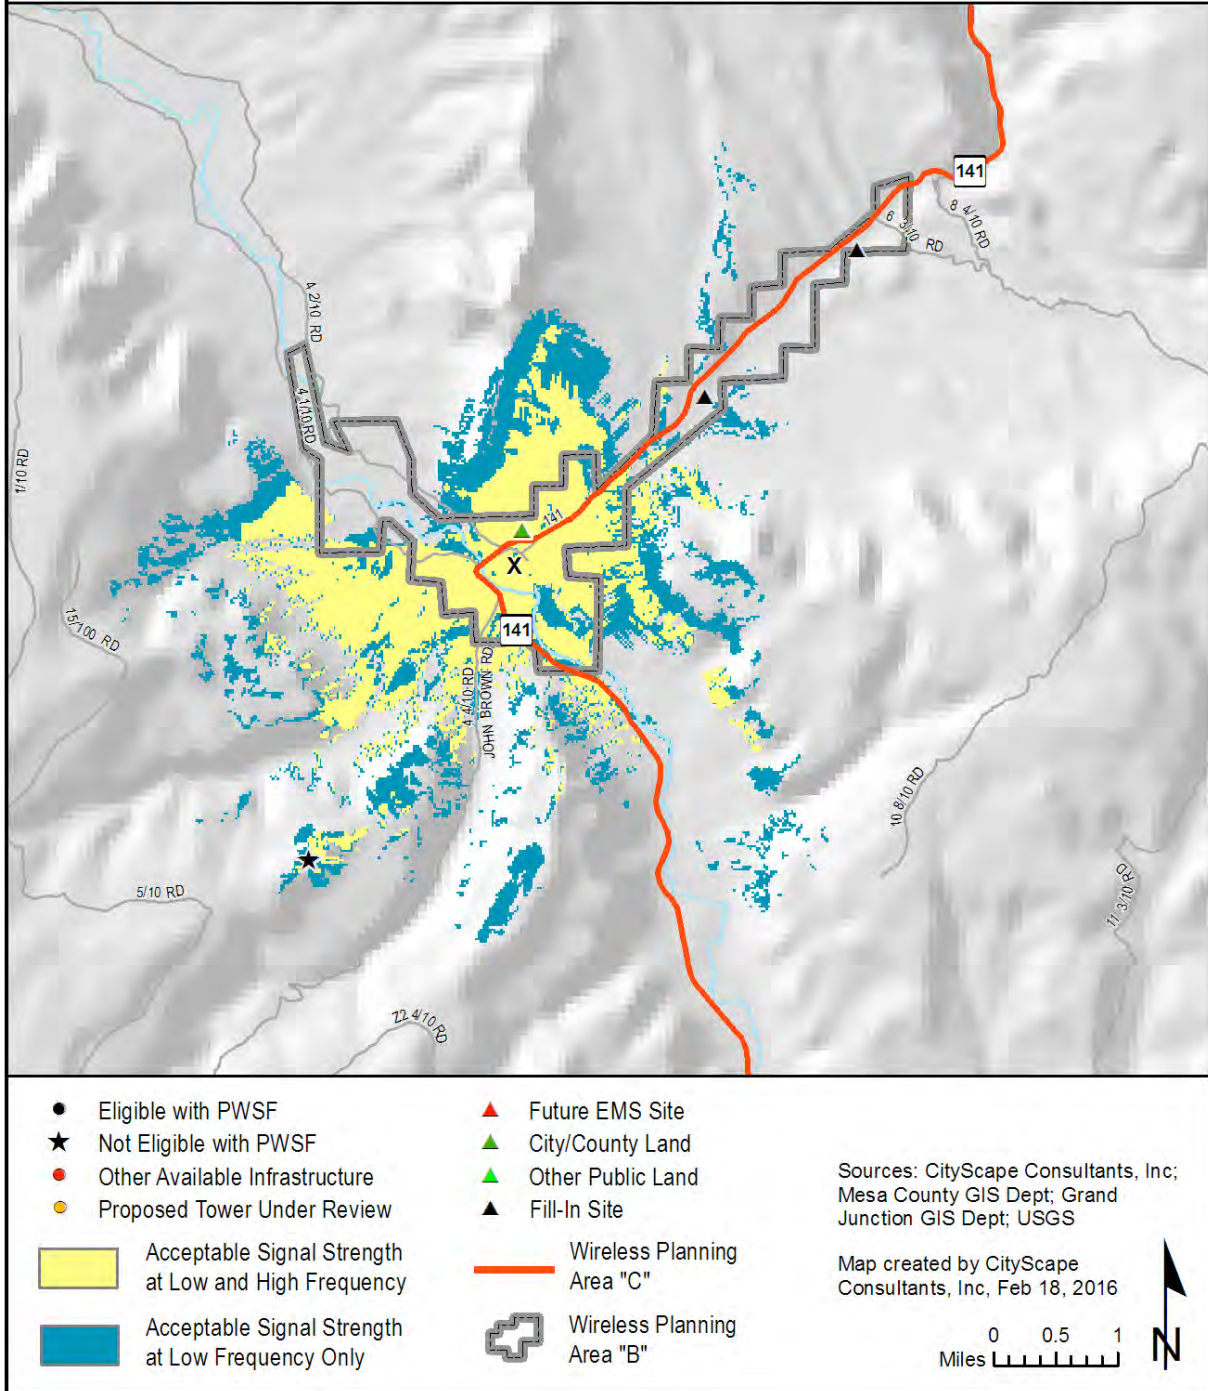 141
8 4/10 RD
6 3/10 RD
4 2/10 RD
4 1/10 RD
1/10 RD
141
X
141
15/100 RD
4 4/10 RD
JOHN BROWN RD
10 8/10 RD
5/10 RD
11 3/10 RD
Z2 4/10 RD
Eligible with PWSF
Not Eligible with PWSF
Other Available Infrastructure
Proposed Tower Under Review
Acceptable Signal Strength
at Low and High Frequency
Acceptable Signal Strength
at Low Frequency Only
Future EMS Site
City/County Land
Other Public Land
Fill-In Site
Wireless Planning
Area "C"
Wireless Planning
Area "B"
Sources: CityScape Consultants, Inc;
Mesa County GIS Dept; Grand
Junction GIS Dept; USGS
Map created by CityScape
Consultants, Inc, Feb 18, 2016
0 0.5 1
Miles
N